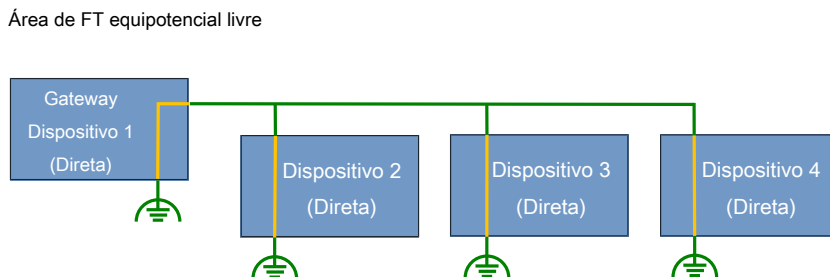 Área de FT equipotencial livre
Gateway
Dispositivo 1
(Direta)
Dispositivo 2
(Direta)
Dispositivo 3
(Direta)
Dispositivo 4
(Direta)